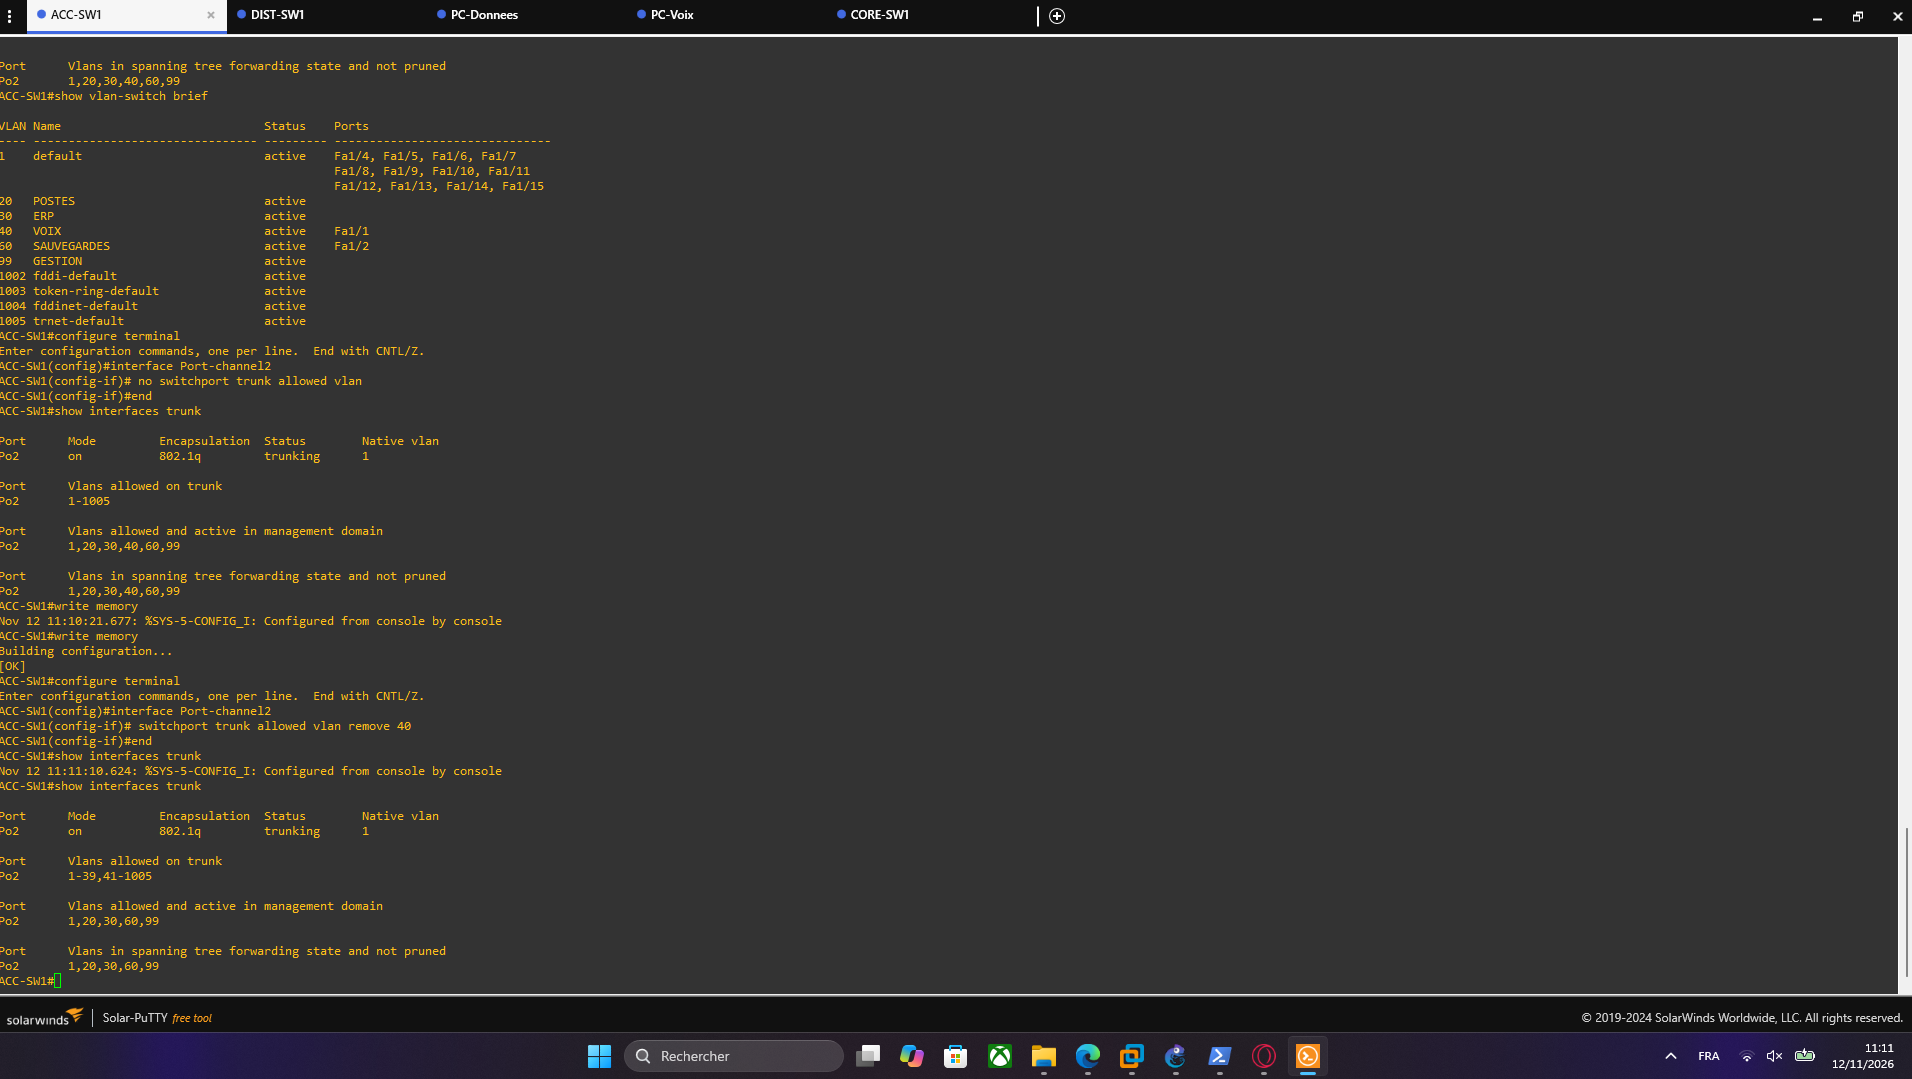 ACC-SW1 × DIST-SW1 PC-Donnees PC-Voix CORE-SW1
Port      Vlans in spanning tree forwarding state and not pruned
Po2       1,20,30,40,60,99
ACC-SW1#show vlan-switch brief
VLAN Name                             Status    Ports
---- -------------------------------- --------- -------------------------------
1    default                          active    Fa1/4, Fa1/5, Fa1/6, Fa1/7
                                                Fa1/8, Fa1/9, Fa1/10, Fa1/11
                                                Fa1/12, Fa1/13, Fa1/14, Fa1/15
20   POSTES                           active
30   ERP                              active
40   VOIX                             active    Fa1/1
60   SAUVEGARDES                      active    Fa1/2
99   GESTION                          active
1002 fddi-default                     active
1003 token-ring-default               active
1004 fddinet-default                  active
1005 trnet-default                    active
ACC-SW1#configure terminal
Enter configuration commands, one per line.  End with CNTL/Z.
ACC-SW1(config)#interface Port-channel2
ACC-SW1(config-if)# no switchport trunk allowed vlan
ACC-SW1(config-if)#end
ACC-SW1#show interfaces trunk
Port      Mode         Encapsulation  Status        Native vlan
Po2       on           802.1q         trunking      1
Port      Vlans allowed on trunk
Po2       1-1005
Port      Vlans allowed and active in management domain
Po2       1,20,30,40,60,99
Port      Vlans in spanning tree forwarding state and not pruned
Po2       1,20,30,40,60,99
ACC-SW1#write memory
Nov 12 11:10:21.677: %SYS-5-CONFIG_I: Configured from console by console
ACC-SW1#write memory
Building configuration...
[OK]
ACC-SW1#configure terminal
Enter configuration commands, one per line.  End with CNTL/Z.
ACC-SW1(config)#interface Port-channel2
ACC-SW1(config-if)# switchport trunk allowed vlan remove 40
ACC-SW1(config-if)#end
ACC-SW1#show interfaces trunk
Nov 12 11:11:10.624: %SYS-5-CONFIG_I: Configured from console by console
ACC-SW1#show interfaces trunk
Port      Mode         Encapsulation  Status        Native vlan
Po2       on           802.1q         trunking      1
Port      Vlans allowed on trunk
Po2       1-39,41-1005
Port      Vlans allowed and active in management domain
Po2       1,20,30,60,99
Port      Vlans in spanning tree forwarding state and not pruned
Po2       1,20,30,60,99
ACC-SW1#
solarwinds | Solar-PuTTY free tool
© 2019-2024 SolarWinds Worldwide, LLC. All rights reserved.
Rechercher
FRA
11:11
12/11/2026